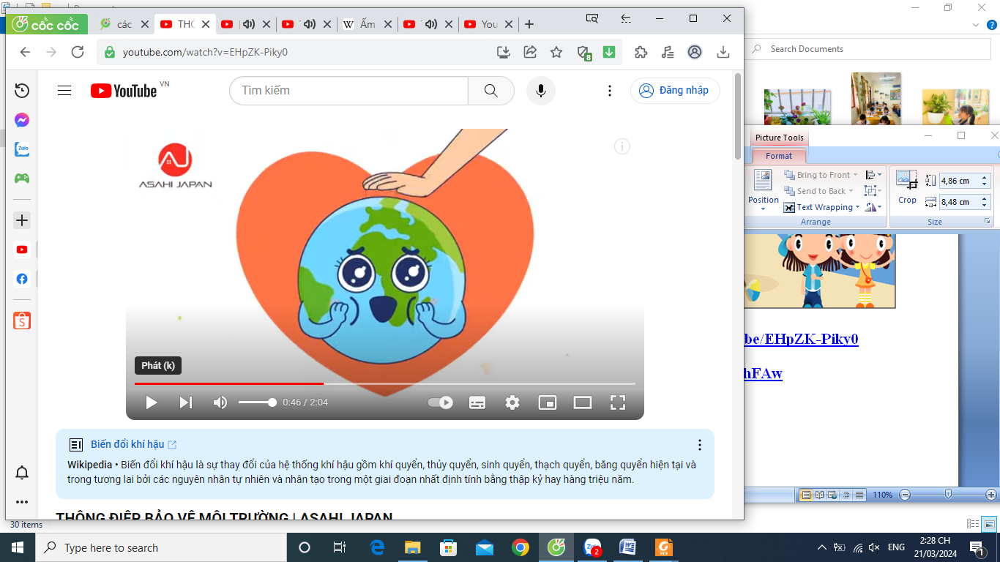 cốc cốc
các
THÔ
Ấm
You
youtube.com/watch?v=EHpZK-Piky0
8
Search Documents
YouTube VN
Tìm kiếm
Đăng nhập
Zalo
AJ
ASAHI JAPAN
Phát (k)
0:46 / 2:04
Biến đổi khí hậu
Wikipedia • Biến đổi khí hậu là sự thay đổi của hệ thống khí hậu gồm khí quyển, thủy quyển, sinh quyển, thạch quyển, băng quyển hiện tại và
trong tương lai bởi các nguyên nhân tự nhiên và nhân tạo trong một giai đoạn nhất định tính bằng thập kỷ hay hàng triệu năm.
THÔNG ĐIỆP BẢO VỆ MÔI TRƯỜNG | ASAHI JAPAN
Picture Tools
Format
Position
Bring to Front
Send to Back
Text Wrapping
Arrange
Crop
4,86 cm
8,48 cm
Size
be/EHpZK-Piky0
hFAw
110%
30 items
Type here to search
2
ENG
2:28 CH
21/03/2024
1